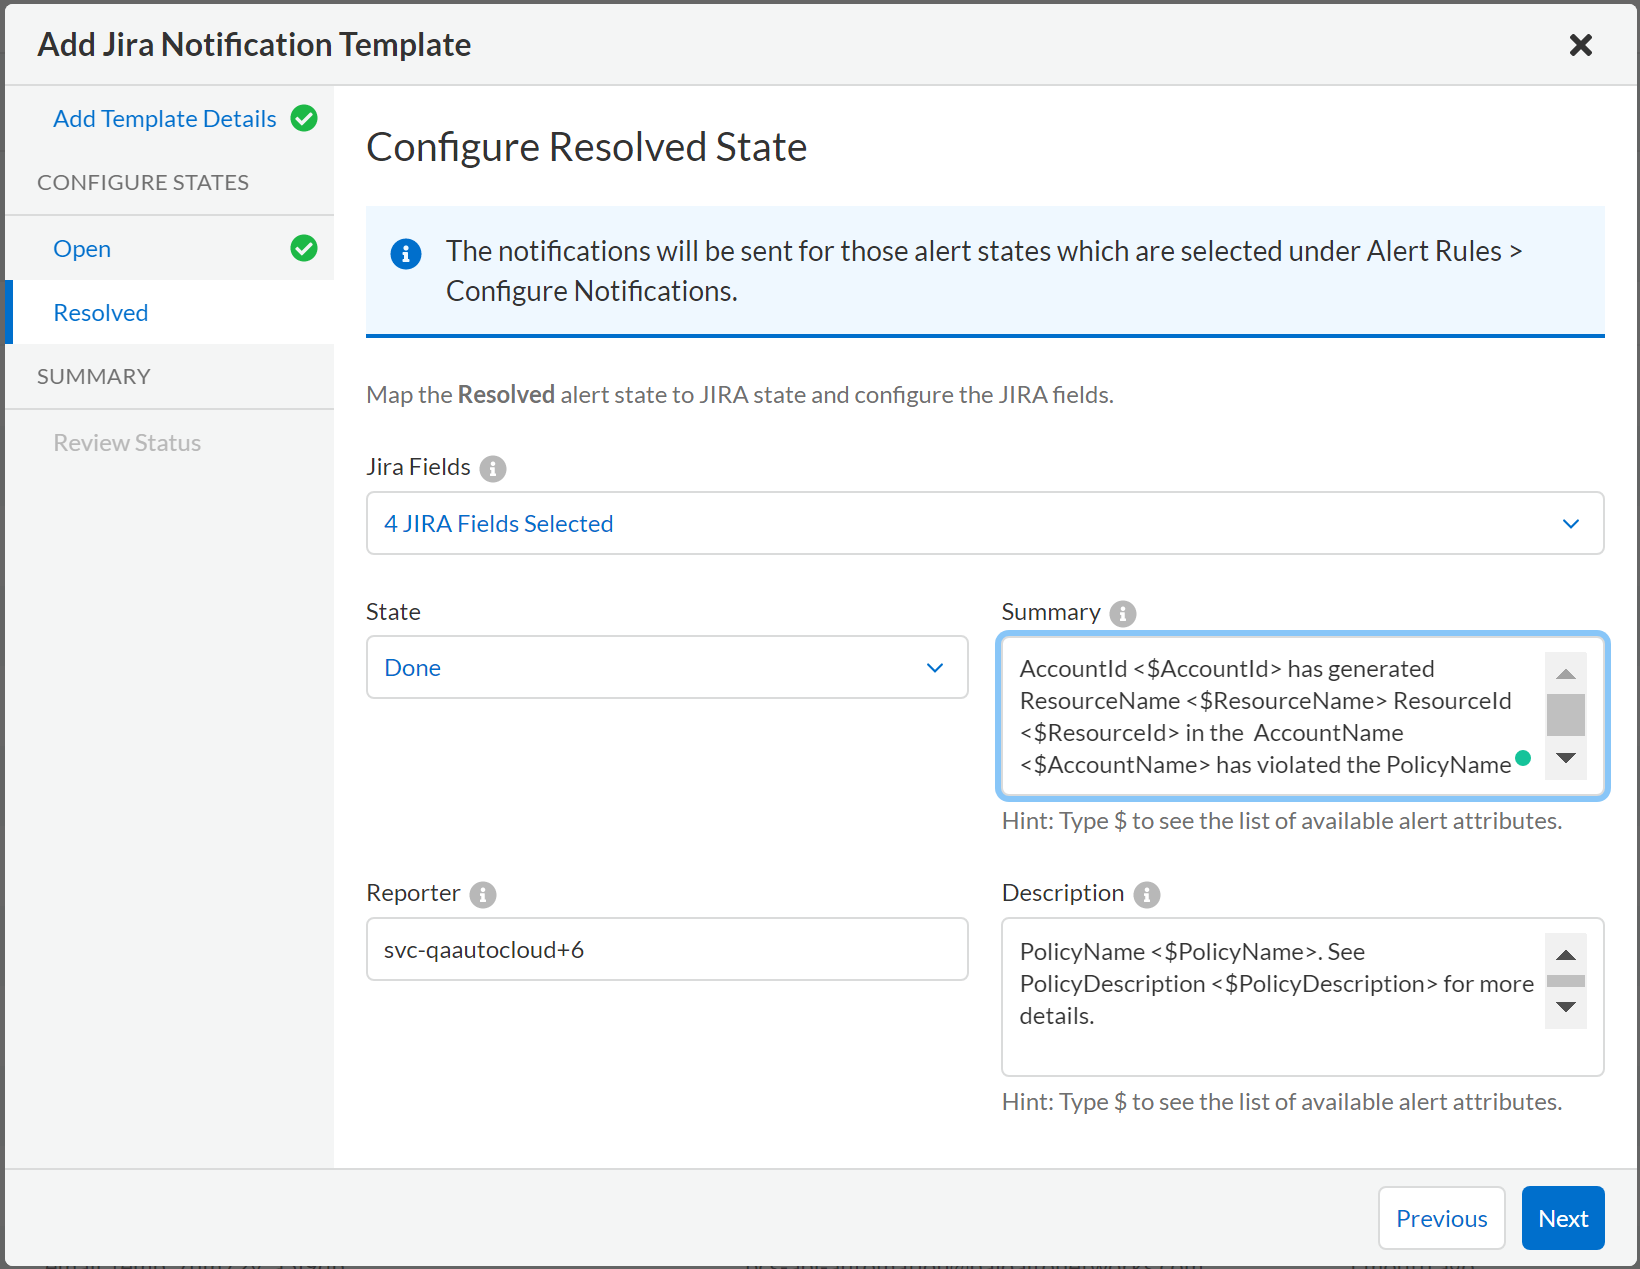 Add Jira Notification Template
Add Template Details
CONFIGURE STATES
Open
Resolved
SUMMARY
Review Status
Configure Resolved State
The notifications will be sent for those alert states which are selected under Alert Rules >
Configure Notifications.
Map the Resolved alert state to JIRA state and configure the JIRA fields.
Jira Fields
4 JIRA Fields Selected
State
Done
Summary
AccountId <$AccountId> has generated
ResourceName <$ResourceName> ResourceId
<$ResourceId> in the  AccountName
<$AccountName> has violated the PolicyName
Hint: Type $ to see the list of available alert attributes.
Reporter
svc-qaautocloud+6
Description
PolicyName <$PolicyName>. See
PolicyDescription <$PolicyDescription> for more
details.
Hint: Type $ to see the list of available alert attributes.
Previous
Next